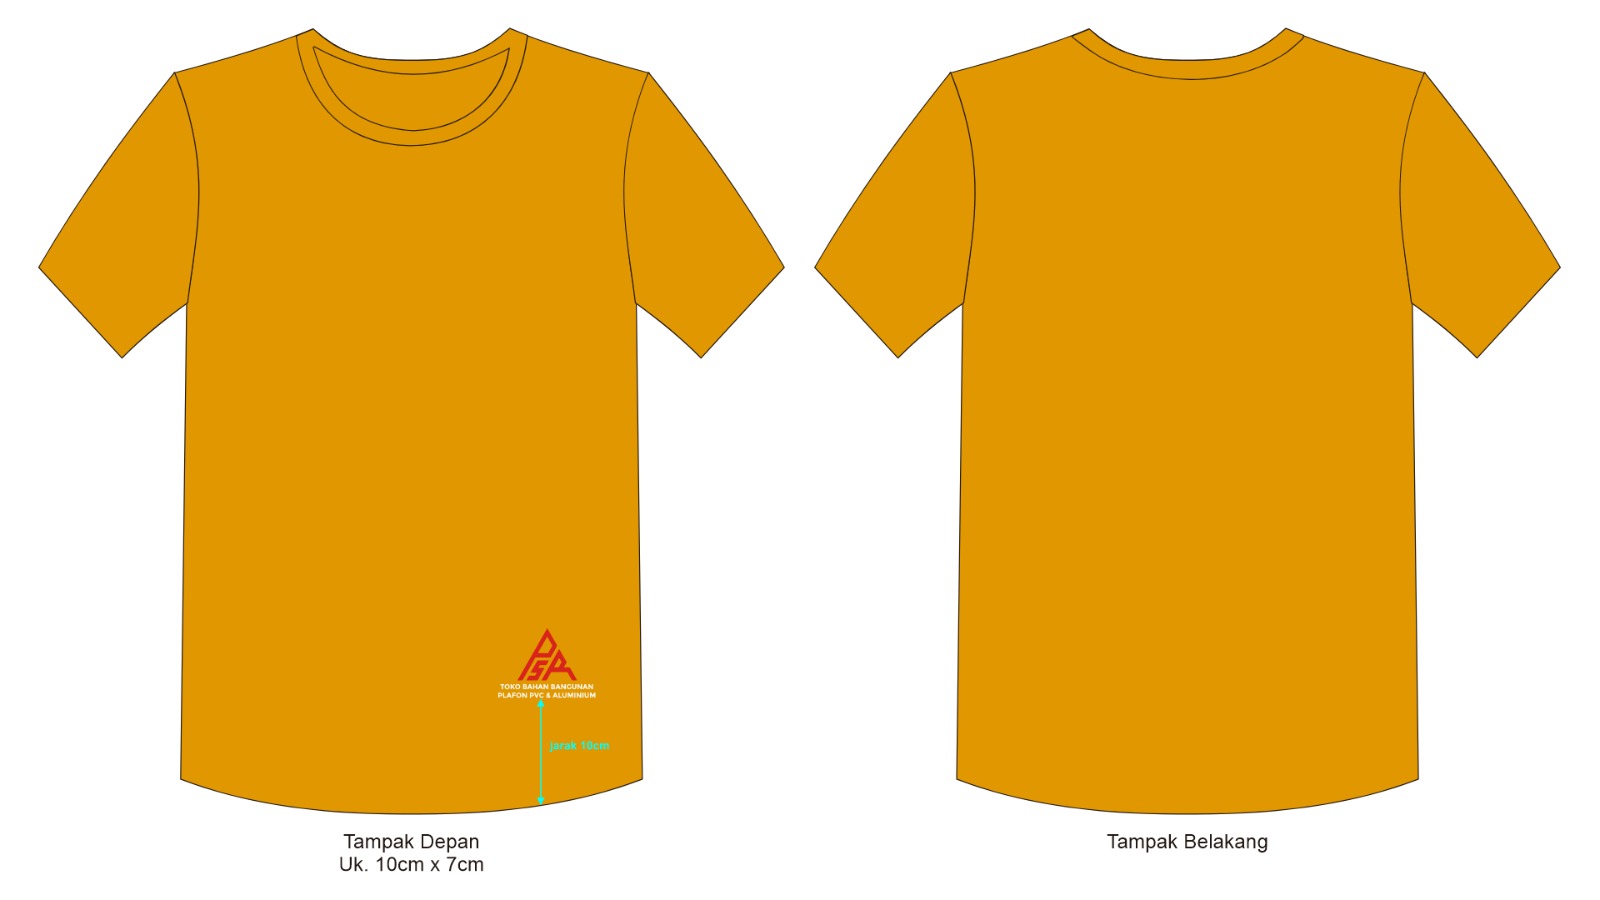 PSA
TOKO BAHAN BANGUNAN
PLAFON PVC & ALUMINIUM
jarak 10cm
Tampak Depan
Uk. 10cm x 7cm
Tampak Belakang